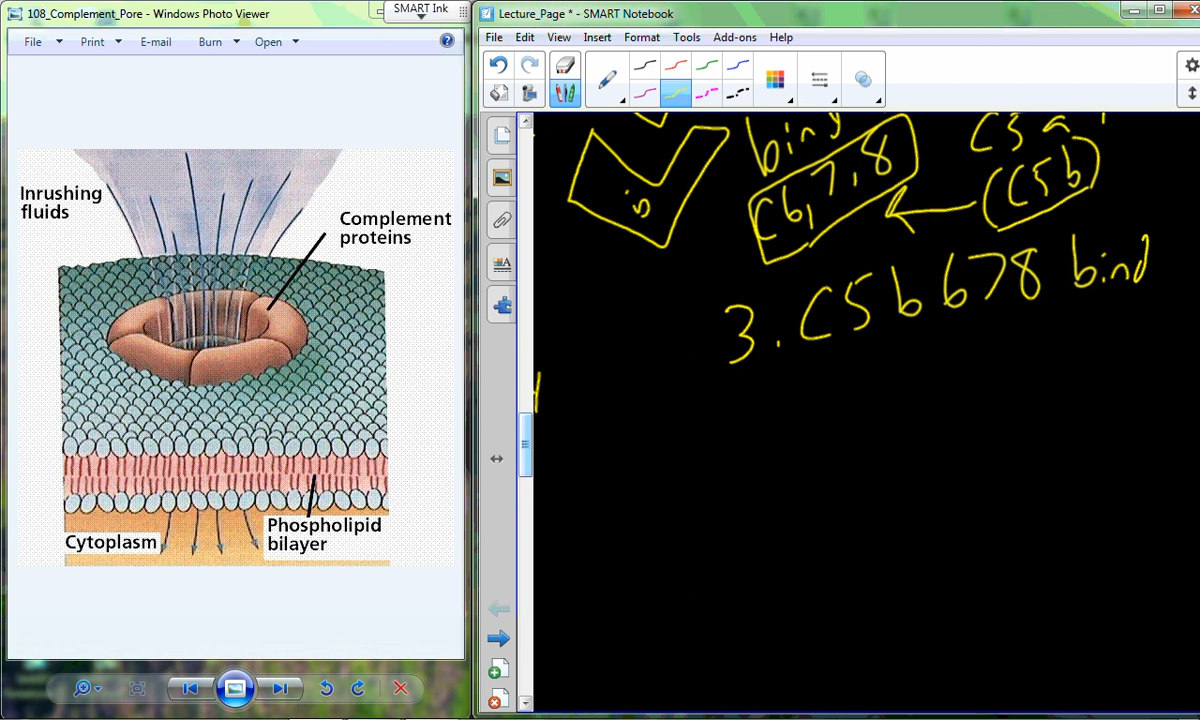 108_Complement_Pore - Windows Photo Viewer
SMART Ink
File Print E-mail Burn Open
Inrushing
fluids
Complement
proteins
Phospholipid
bilayer
Cytoplasm
Lecture_Page * - SMART Notebook
File Edit View Insert Format Tools Add-ons Help
bind
C6,7,8
C5b
3. C5b678 bind